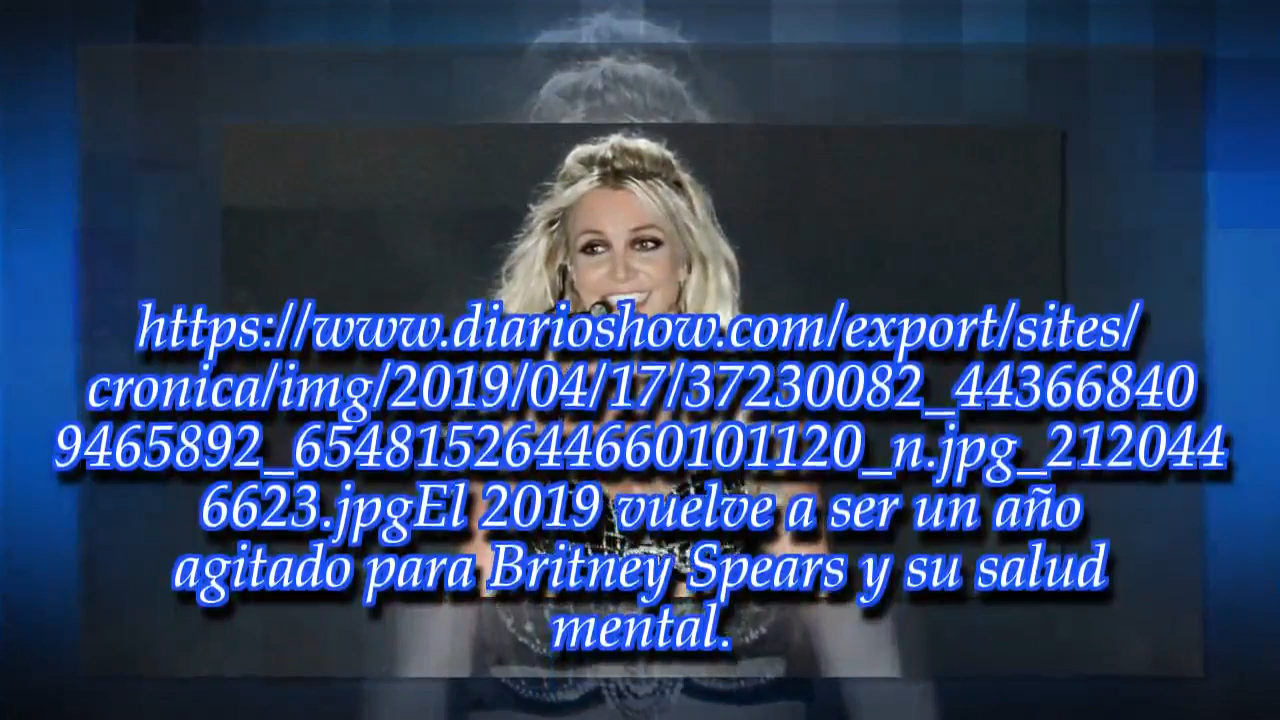 https://www.diarioshow.com/export/sites/
cronica/img/2019/04/17/37230082_44366840
9465892_6548152644660101120_n.jpg_212044
6623.jpgEl 2019 vuelve a ser un año
agitado para Britney Spears y su salud
mental.